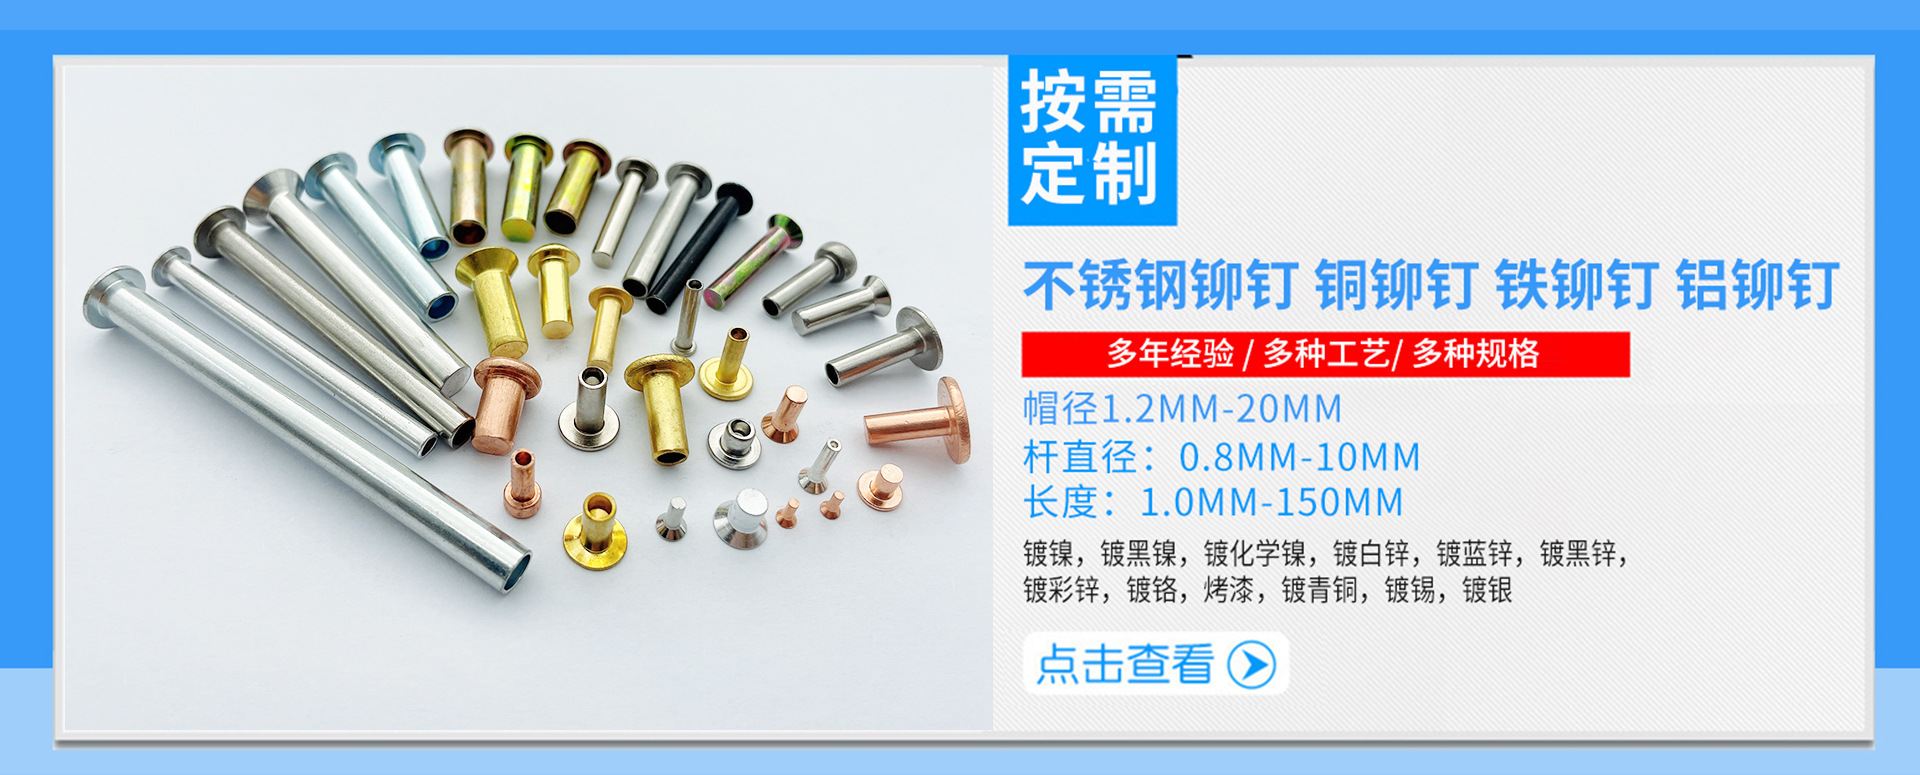 按需
定制
不锈钢铆钉 铜铆钉 铁铆钉 铝铆钉
多年经验 / 多种工艺/ 多种规格
帽径1.2MM-20MM
杆直径：0.8MM-10MM
长度：1.0MM-150MM
镀镍，镀黑镍，镀化学镍，镀白锌，镀蓝锌，镀黑锌，
镀彩锌，镀铬，烤漆，镀青铜，镀锡，镀银
点击查看